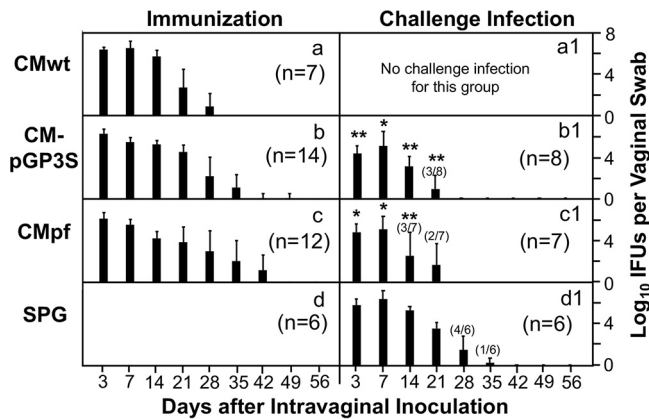 Immunization Challenge Infection
CMwt a (n=7) a1 8
No challenge infection
for this group
4
0
CM-
pGP3S b (n=14) b1 (n=8)
** * ** **
(3/8)
4
0
CMpf c (n=12) c1 (n=7)
* * **
(3/7) (2/7)
4
0
SPG d (n=6) d1 (n=6)
(4/6) (1/6)
4
0
3 7 14 21 28 35 42 49 56 3 7 14 21 28 35 42 49 56
Days after Intravaginal Inoculation
Log10 IFUs per Vaginal Swab